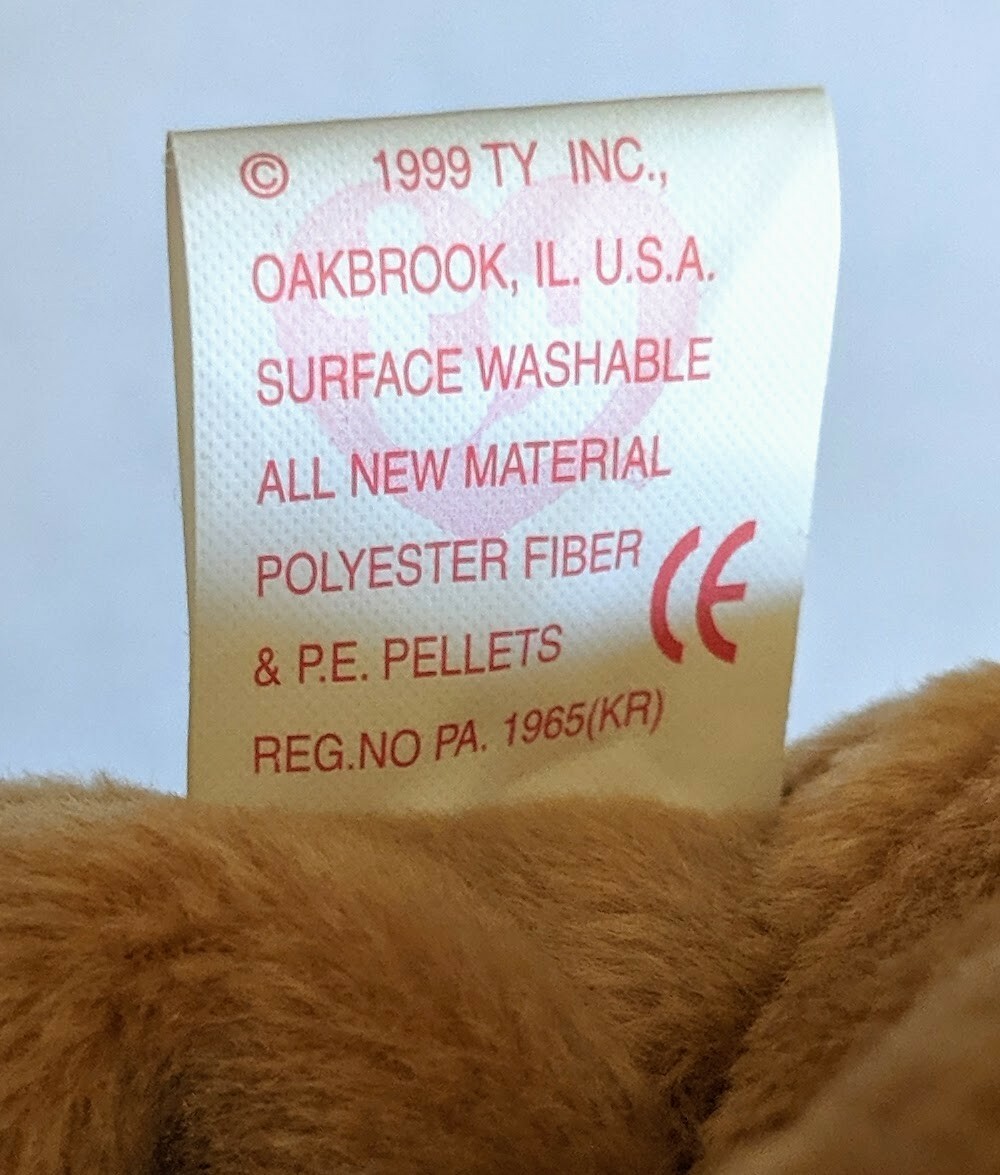 © 1999 TY INC.,
OAKBROOK, IL. U.S.A.
SURFACE WASHABLE
ALL NEW MATERIAL
POLYESTER FIBER
& P.E. PELLETS CE
REG.NO PA. 1965(KR)